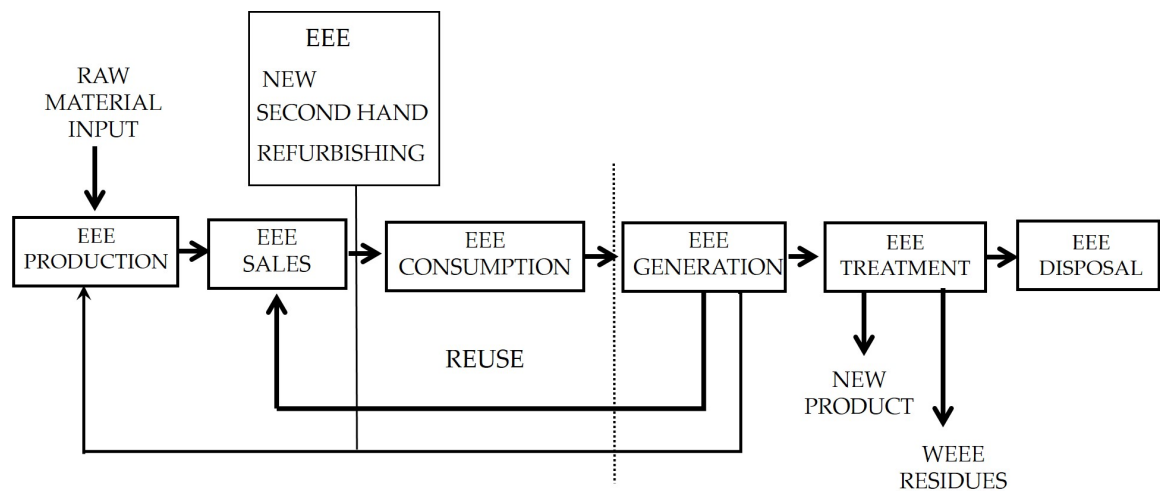 EEE
NEW
SECOND HAND
REFURBISHING
RAW
MATERIAL
INPUT
EEE
PRODUCTION
EEE
SALES
EEE
CONSUMPTION
EEE
GENERATION
EEE
TREATMENT
EEE
DISPOSAL
REUSE
NEW
PRODUCT
WEEE
RESIDUES